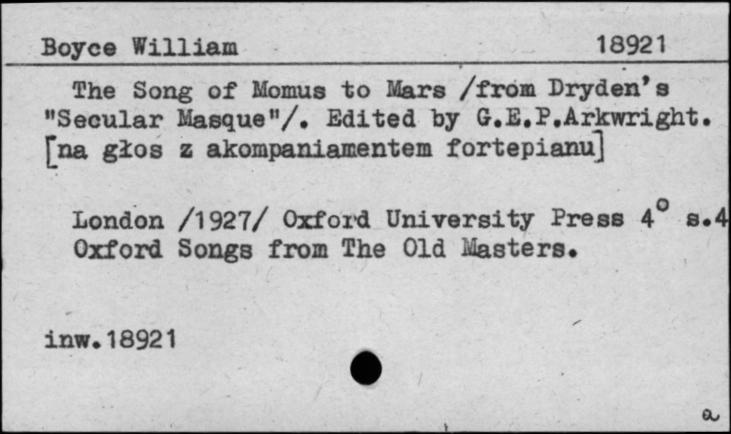 Boyce William 18921
The Song of Momus to Mars /from Dryden's
"Secular Masque"/. Edited by G.E.P.Arkwright.
[na głos z akompaniamentem fortepianu]
London /1927/ Oxford University Press 4° s.4
Oxford Songs from The Old Masters.
inw.18921
a